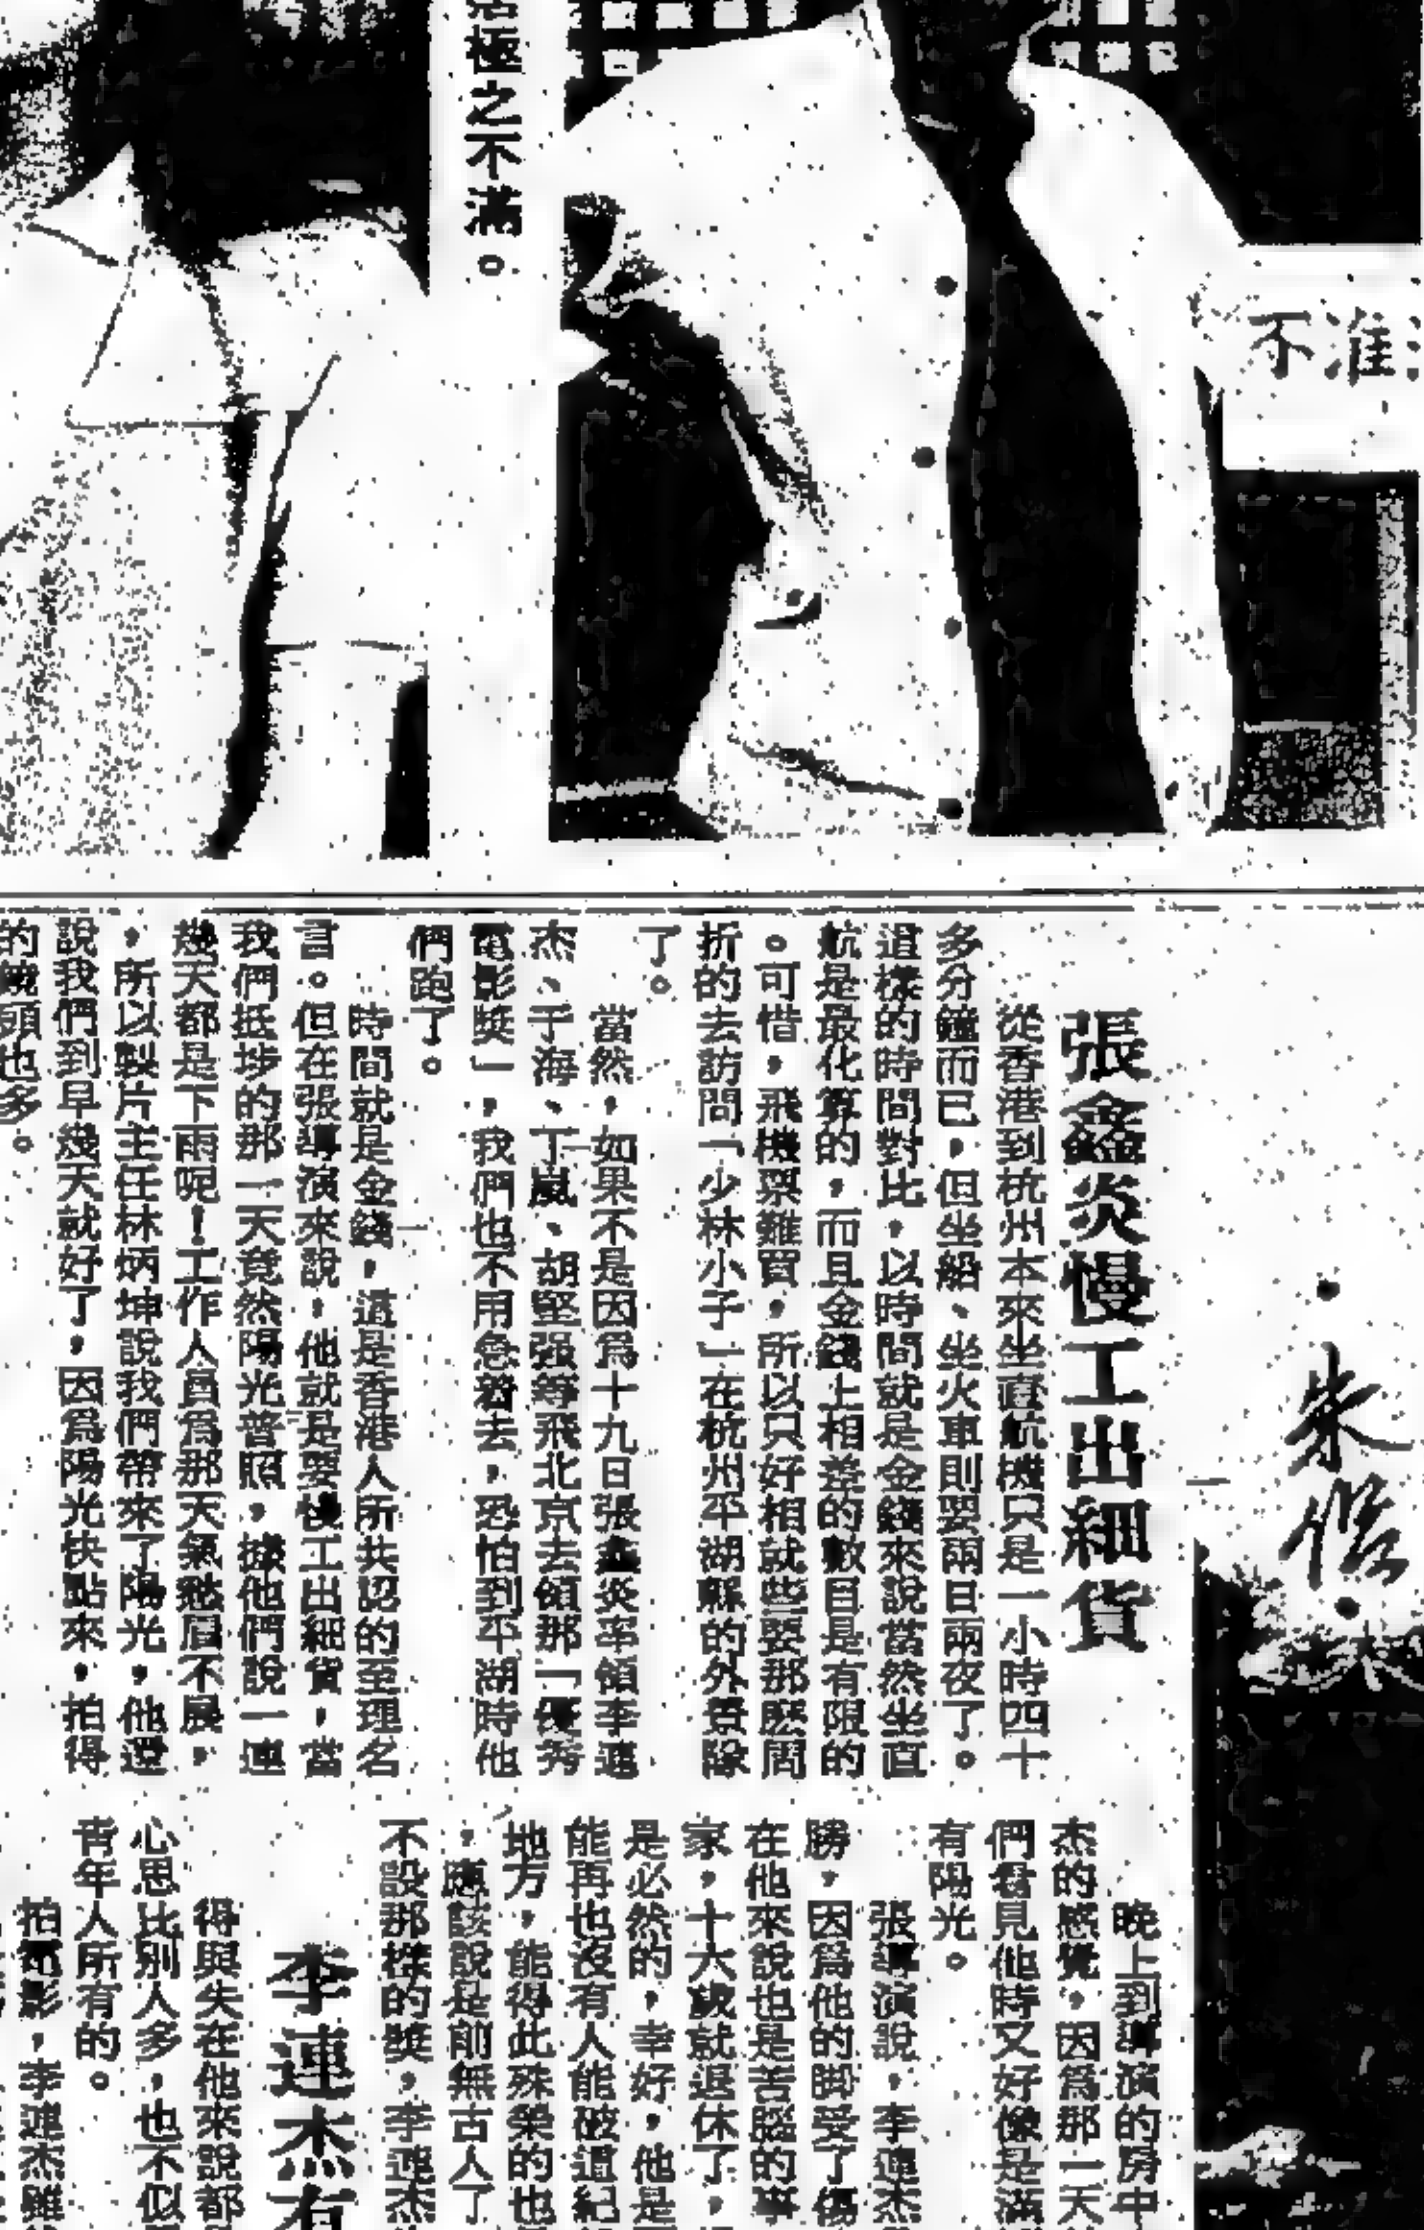 極之不滿。
不准
朱
張鑫炎慢工出細貨
從香港到杭州本來坐直航機只是一小時四十
多分鐘而已，但坐船、坐火車則要兩日兩夜了。
這樣的時間對比，以時間就是金錢來說當然坐直
航是最化算的，而且金錢上相差的數目是有限的
。可惜，飛機票難買，所以只好相就些要那麽周
折的去訪問「少林小子」在杭州平湖縣的外景隊
了。
當然，如果不是因爲十九日張鑫炎率領李連
杰、于海、丁嵐、胡堅强等飛北京去領那「優秀
電影獎」，我們也不用急着去，恐怕到平湖時他
們跑了。
時間就是金錢，這是香港人所共認的至理名
言。但在張導演來說，他就是要慢工出細貨，當
我們抵埗的那一天竟然陽光普照，據他們說一連
幾天都是下雨呢！工作人員爲那天氣愁眉不展，
，所以製片主任林炳坤說我們帶來了陽光，他還
說我們到早幾天就好了，因爲陽光快點來，拍得
的鏡頭也多。
晚上到導演的房中
杰的感覺，因爲那一天
們看見他時又好像是滿
有陽光。
張導演說，李連杰
勝，因爲他的脚受了傷
在他來說也是苦惱的事
家，十六歲就退休了，
是必然的，幸好，他是
能再也沒有人能破這紀
地方，能得此殊榮的也
，應該說是前無古人了
不設那樣的獎，李連杰
李連杰有
得與失在他來說都
心思比別人多，也不似
青年人所有的。
拍電影，李連杰雖